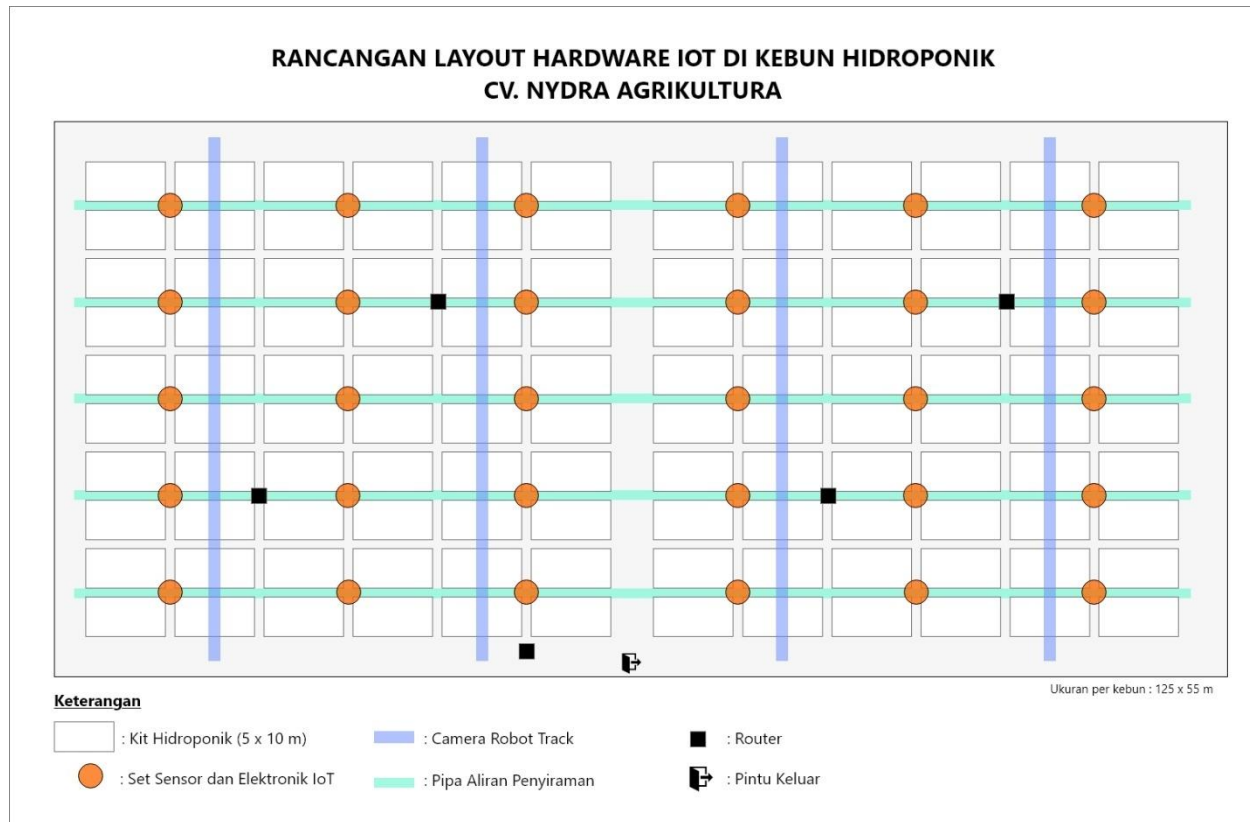 RANCANGAN LAYOUT HARDWARE IOT DI KEBUN HIDROPONIK
CV. NYDRA AGRIKULTURA
Ukuran per kebun : 125 x 55 m
Keterangan
: Kit Hidroponik (5 x 10 m)
: Camera Robot Track
: Router
: Set Sensor dan Elektronik IoT
: Pipa Aliran Penyiraman
: Pintu Keluar